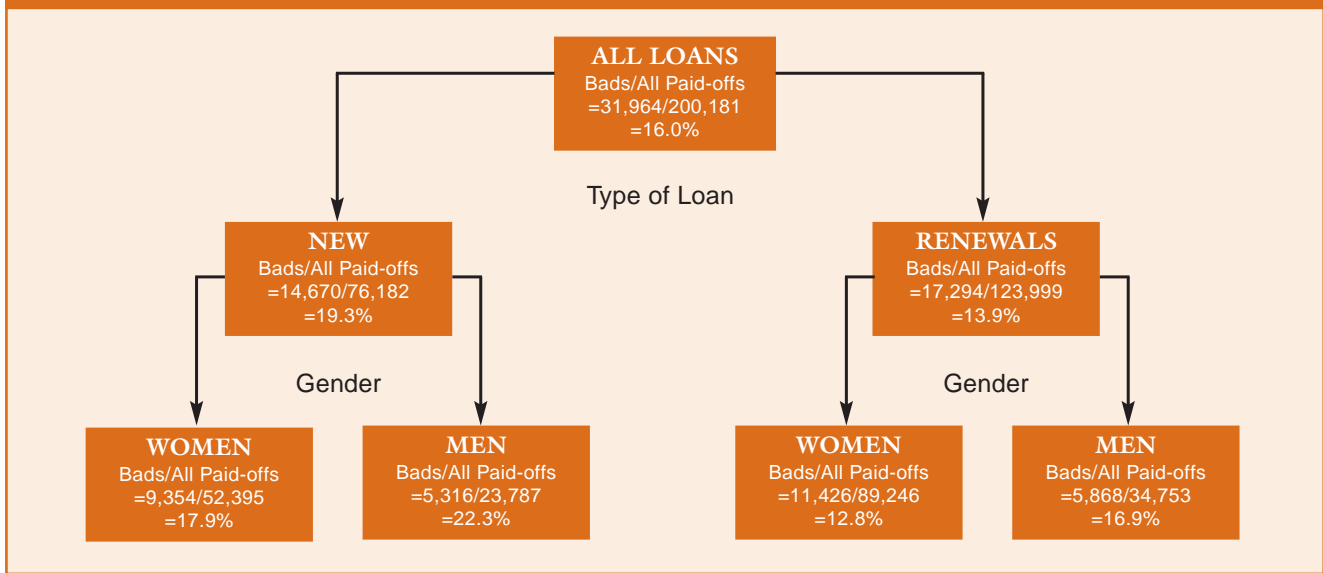 ALL LOANS
Bads/All Paid-offs
=31,964/200,181
=16.0%
Type of Loan
NEW
Bads/All Paid-offs
=14,670/76,182
=19.3%
RENEWALS
Bads/All Paid-offs
=17,294/123,999
=13.9%
Gender
Gender
WOMEN
Bads/All Paid-offs
=9,354/52,395
=17.9%
MEN
Bads/All Paid-offs
=5,316/23,787
=22.3%
WOMEN
Bads/All Paid-offs
=11,426/89,246
=12.8%
MEN
Bads/All Paid-offs
=5,868/34,753
=16.9%